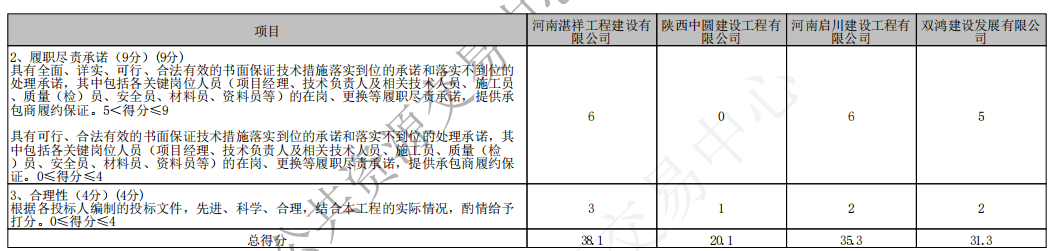 项目
河南湛祥工程建设有限公司
陕西中圆建设工程有限公司
河南启川建设工程有限公司
双鸿建设发展有限公司
2、履职尽责承诺（9分）(9分)
具有全面、详实、可行、合法有效的书面保证技术措施落实到位的承诺和落实不到位的
处理承诺，其中包括各关键岗位人员（项目经理、技术负责人及相关技术人员、施工员
、质量（检）员、安全员、材料员、资料员等）的在岗、更换等履职尽责承诺，提供承
包商履约保证。5＜得分≤9
具有可行、合法有效的书面保证技术措施落实到位的承诺和落实不到位的处理承诺，其
中包括各关键岗位人员（项目经理、技术负责人及相关技术人员、施工员、质量（检
）员、安全员、材料员、资料员等）的在岗、更换等履职尽责承诺，提供承包商履约保
证。0≤得分≤4
6
0
6
5
3、合理性（4分）(4分)
根据各投标人编制的投标文件，先进、科学、合理，结合本工程的实际情况，酌情给予
打分。0≤得分≤4
3
1
2
2
总得分
38.1
20.1
35.3
31.3
公共资源交易中心
交易中心